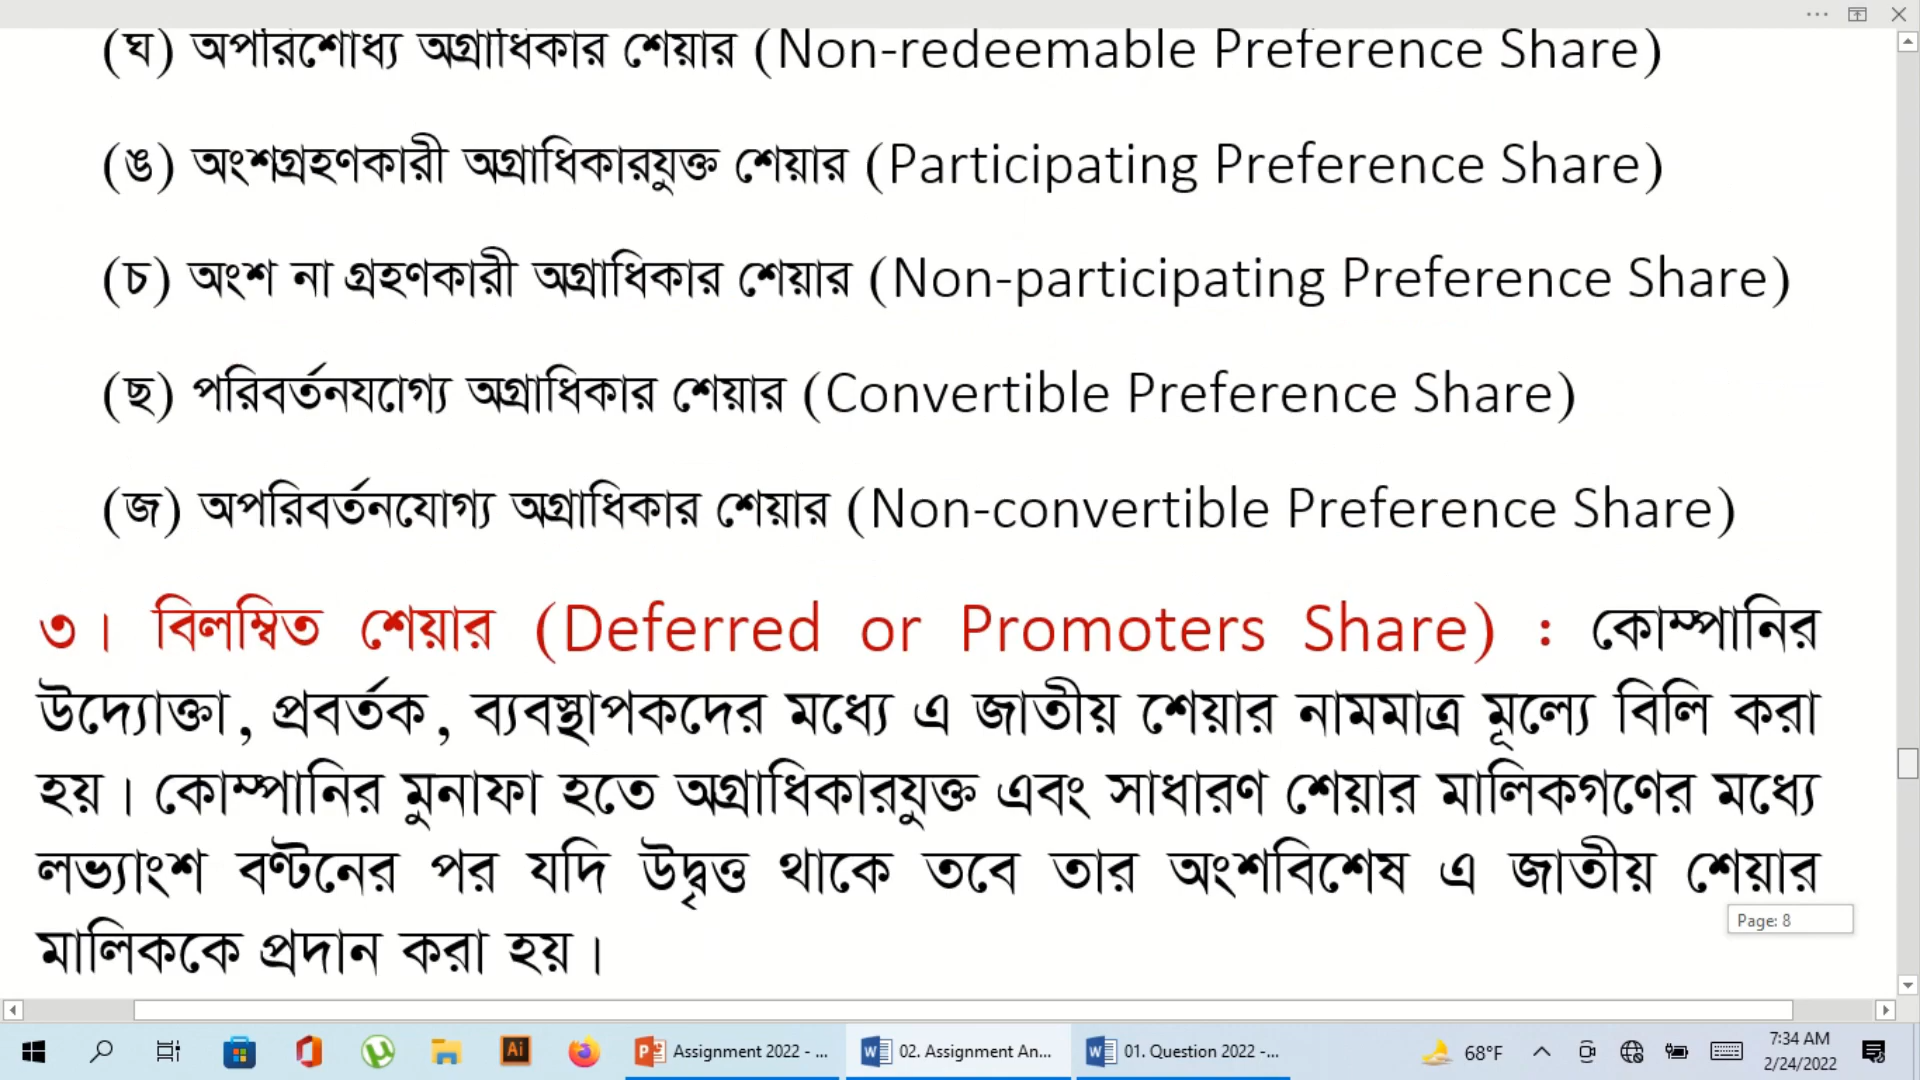 (ঘ) অপরিশোধ্য অগ্রাধিকার শেয়ার (Non-redeemable Preference Share)
(ঙ) অংশগ্রহণকারী অগ্রাধিকারযুক্ত শেয়ার (Participating Preference Share)
(চ) অংশ না গ্রহণকারী অগ্রাধিকার শেয়ার (Non-participating Preference Share)
(ছ) পরিবর্তনযোগ্য অগ্রাধিকার শেয়ার (Convertible Preference Share)
(জ) অপরিবর্তনযোগ্য অগ্রাধিকার শেয়ার (Non-convertible Preference Share)
৩। বিলম্বিত শেয়ার (Deferred or Promoters Share) : কোম্পানির
উদ্যোক্তা, প্রবর্তক, ব্যবস্থাপকদের মধ্যে এ জাতীয় শেয়ার নামমাত্র মূল্যে বিলি করা
হয়। কোম্পানির মুনাফা হতে অগ্রাধিকারযুক্ত এবং সাধারণ শেয়ার মালিকগণের মধ্যে
লভ্যাংশ বণ্টনের পর যদি উদ্বৃত্ত থাকে তবে তার অংশবিশেষ এ জাতীয় শেয়ার
Page: 8
মালিককে প্রদান করা হয়।
Assignment 2022 - ...
02. Assignment An...
01. Question 2022 -...
68°F
7:34 AM
2/24/2022